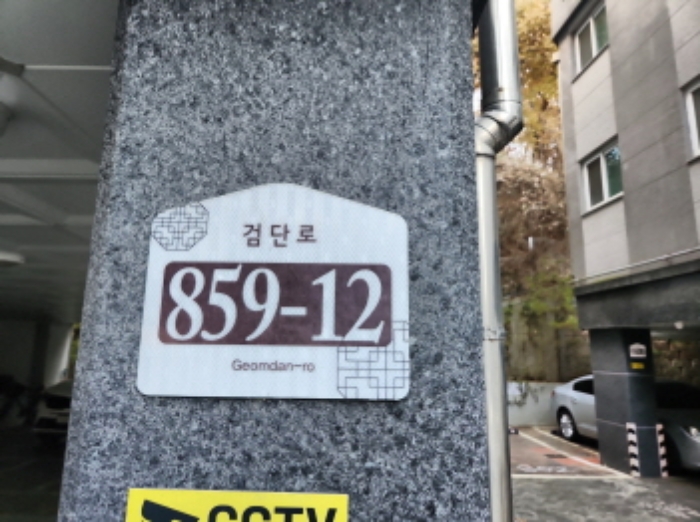 검단로
859-12
Geomdan-ro
CCTV